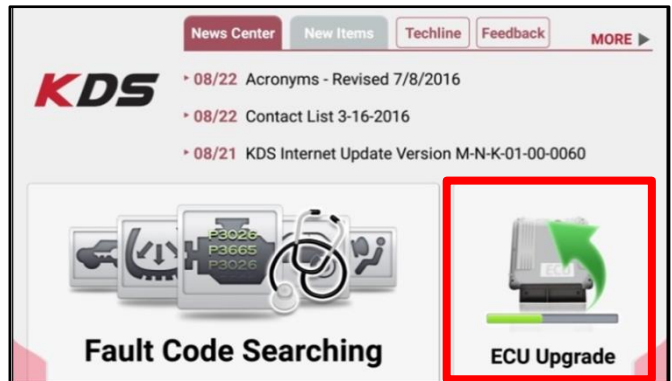 News Center New Items Techline Feedback MORE
KDS
08/22 Acronyms - Revised 7/8/2016
08/22 Contact List 3-16-2016
08/21 KDS Internet Update Version M-N-K-01-00-0060
P3026
P3665
P3026
ECU
Fault Code Searching
ECU Upgrade